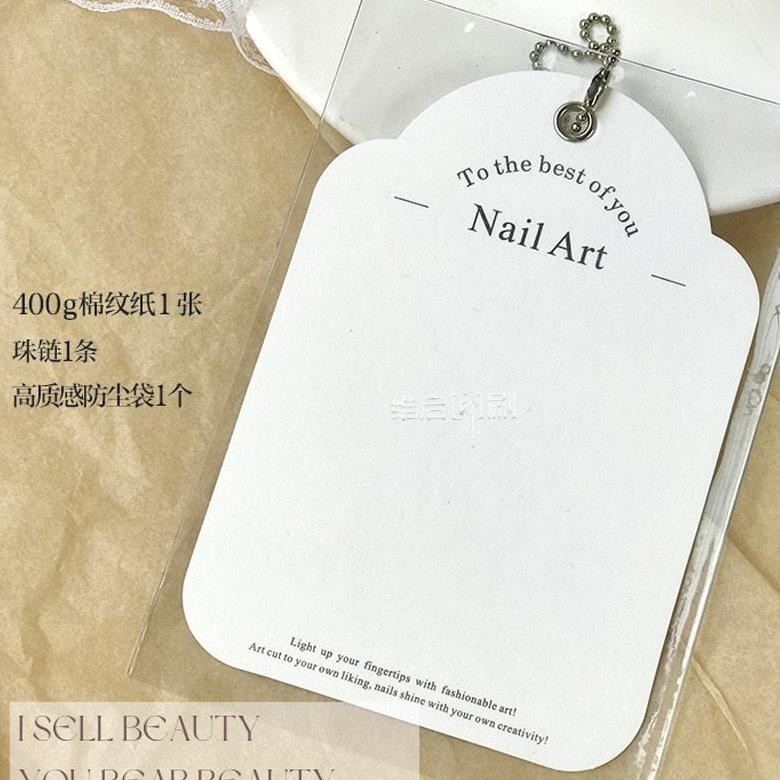 To the best of you
Nail Art
400g棉纹纸1张
珠链1条
高质感防尘袋1个
Light up your fingertips with fashionable art!
Art cut to your own liking, nails shine with your own creativity!
I SELL BEAUTY